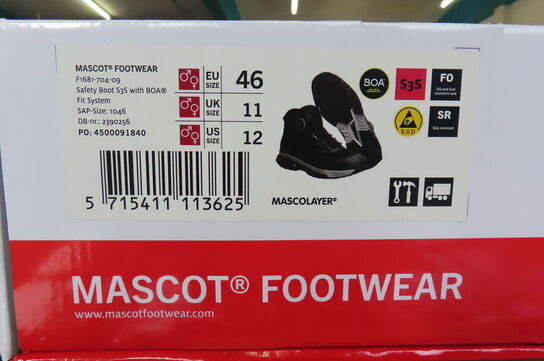 MASCOT® FOOTWEAR
F1681-704-09
Safety Boot S3S with BOA®
Fit System
SAP-Size: 1046
DB-nr.: 2390256
PO: 4500091840
EU SIZE 46
UK SIZE 11
US SIZE 12
BOA®
S3S
FO
Oil and fuel
resistant sole
ESD
SR
Slip resistant
5 715411 113625
MASCOLAYER®
MASCOT® FOOTWEAR
www.mascotfootwear.com